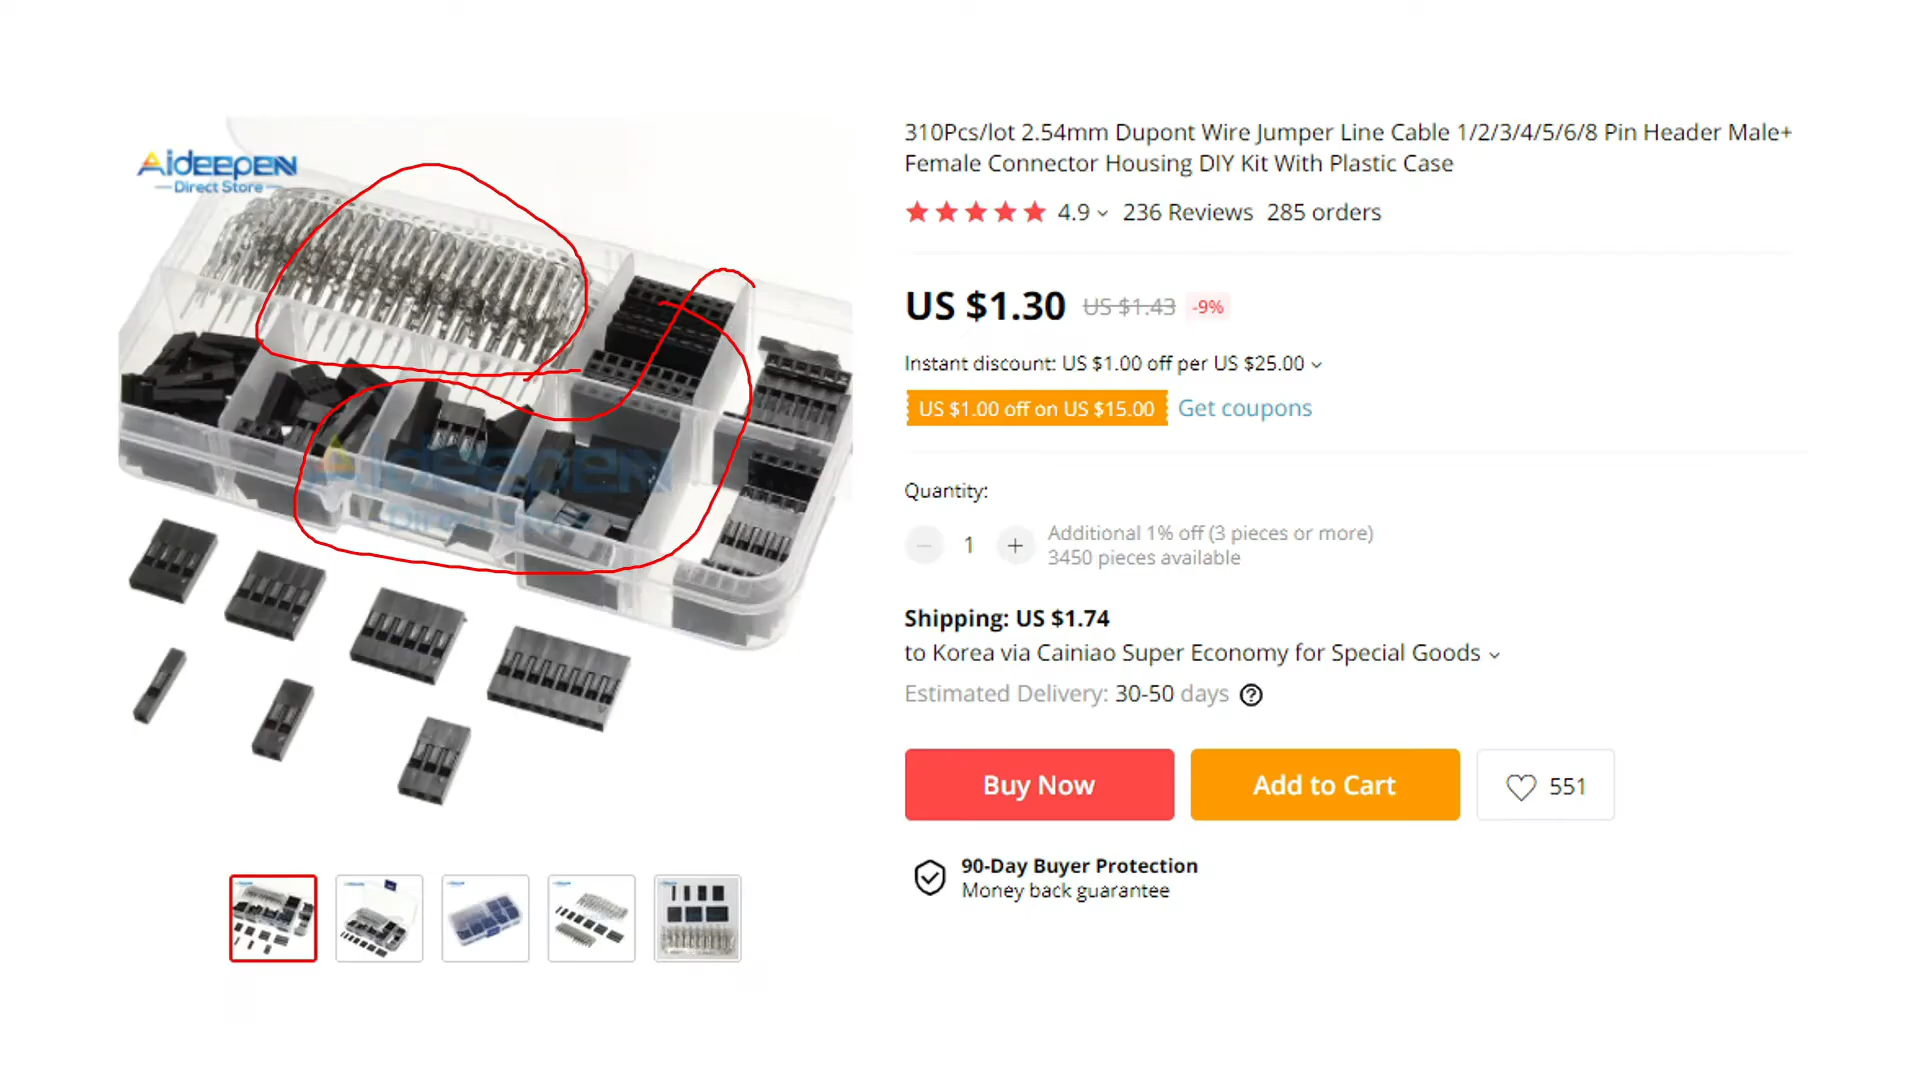 Aideepen
Direct Store
310Pcs/lot 2.54mm Dupont Wire Jumper Line Cable 1/2/3/4/5/6/8 Pin Header Male+
Female Connector Housing DIY Kit With Plastic Case
4.9 236 Reviews 285 orders
US $1.30 US $1.43 -9%
Instant discount: US $1.00 off per US $25.00
US $1.00 off on US $15.00 Get coupons
Aideepen
Quantity:
1
Additional 1% off (3 pieces or more)
3450 pieces available
Shipping: US $1.74
to Korea via Cainiao Super Economy for Special Goods
Estimated Delivery: 30-50 days
Buy Now
Add to Cart
551
90-Day Buyer Protection
Money back guarantee